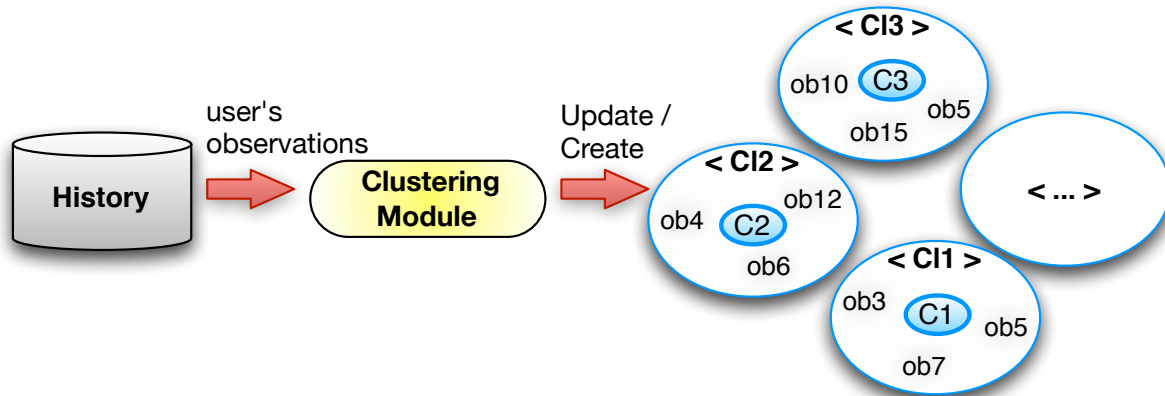 History
user's
observations
Clustering
Module
Update /
Create
< Cl3 >
C3
ob10
ob5
ob15
< Cl2 >
C2
ob12
ob4
ob6
< ... >
< Cl1 >
C1
ob3
ob5
ob7